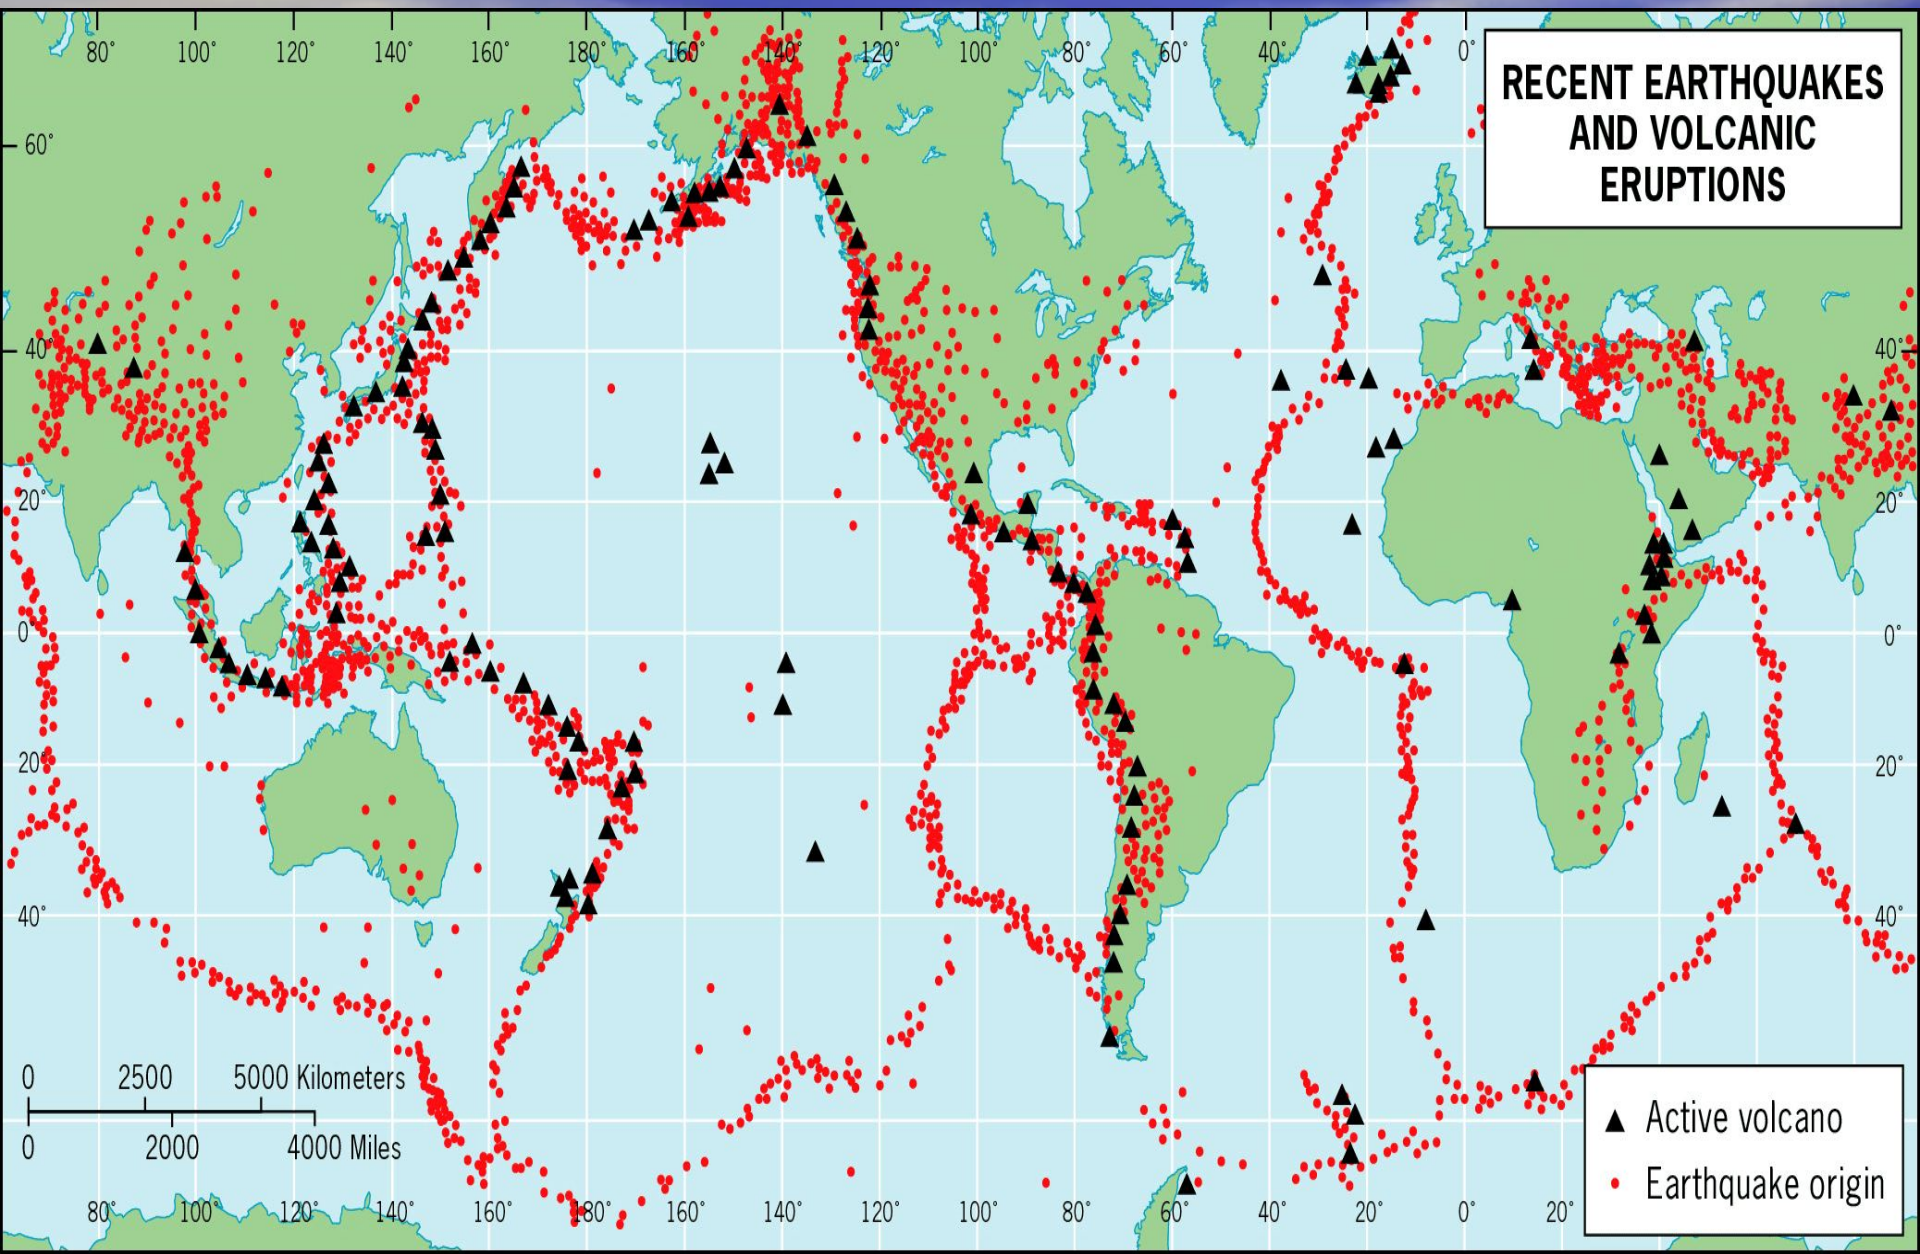 80° 100° 120° 140° 160° 180° 160° 140° 120° 100° 80° 60° 40° 20° 0°
RECENT EARTHQUAKES
AND VOLCANIC
ERUPTIONS
60°
40° 40°
20° 20°
0° 0°
20° 20°
40° 40°
0 2500 5000 Kilometers
0 2000 4000 Miles
Active volcano
Earthquake origin
80° 100° 120° 140° 160° 180° 160° 140° 120° 100° 80° 60° 40° 20° 0° 20°